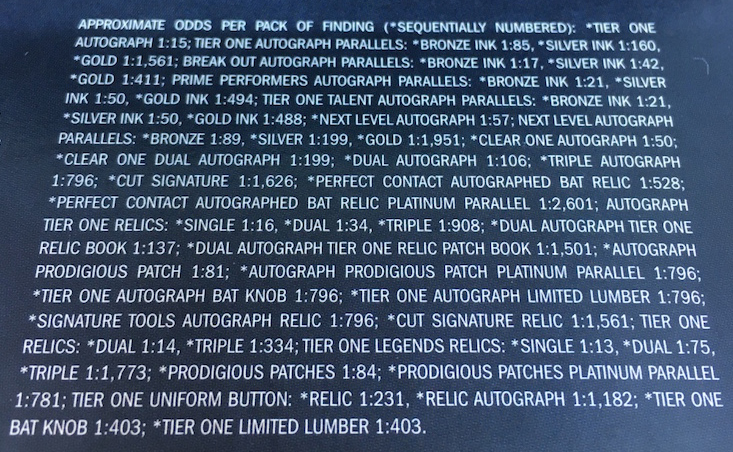 APPROXIMATE ODDS PER PACK OF FINDING (*SEQUENTIALLY NUMBERED): *TIER ONE
AUTOGRAPH 1:15; TIER ONE AUTOGRAPH PARALLELS: *BRONZE INK 1:85, *SILVER INK 1:160,
*GOLD 1:1,561; BREAK OUT AUTOGRAPH PARALLELS: *BRONZE INK 1:17, *SILVER INK 1:42,
*GOLD 1:411; PRIME PERFORMERS AUTOGRAPH PARALLELS: *BRONZE INK 1:21, *SILVER
INK 1:50, *GOLD INK 1:494; TIER ONE TALENT AUTOGRAPH PARALLELS: *BRONZE INK 1:21,
*SILVER INK 1:50, *GOLD INK 1:488; *NEXT LEVEL AUTOGRAPH 1:57; NEXT LEVEL AUTOGRAPH
PARALLELS: *BRONZE 1:89, *SILVER 1:199, *GOLD 1:1,951; *CLEAR ONE AUTOGRAPH 1:50;
*CLEAR ONE DUAL AUTOGRAPH 1:199; *DUAL AUTOGRAPH 1:106; *TRIPLE AUTOGRAPH
1:796; *CUT SIGNATURE 1:1,626; *PERFECT CONTACT AUTOGRAPHED BAT RELIC 1:528;
*PERFECT CONTACT AUTOGRAPHED BAT RELIC PLATINUM PARALLEL 1:2,601; AUTOGRAPH
TIER ONE RELICS: *SINGLE 1:16, *DUAL 1:34, *TRIPLE 1:908; *DUAL AUTOGRAPH TIER ONE
RELIC BOOK 1:137; *DUAL AUTOGRAPH TIER ONE RELIC PATCH BOOK 1:1,501; *AUTOGRAPH
PRODIGIOUS PATCH 1:81; *AUTOGRAPH PRODIGIOUS PATCH PLATINUM PARALLEL 1:796;
*TIER ONE AUTOGRAPH BAT KNOB 1:796; *TIER ONE AUTOGRAPH LIMITED LUMBER 1:796;
*SIGNATURE TOOLS AUTOGRAPH RELIC 1:796; *CUT SIGNATURE RELIC 1:1,561; TIER ONE
RELICS: *DUAL 1:14, *TRIPLE 1:334; TIER ONE LEGENDS RELICS: *SINGLE 1:13, *DUAL 1:75,
*TRIPLE 1:1,773; *PRODIGIOUS PATCHES 1:84; *PRODIGIOUS PATCHES PLATINUM PARALLEL
1:781; TIER ONE UNIFORM BUTTON: *RELIC 1:231, *RELIC AUTOGRAPH 1:1,182; *TIER ONE
BAT KNOB 1:403; *TIER ONE LIMITED LUMBER 1:403.